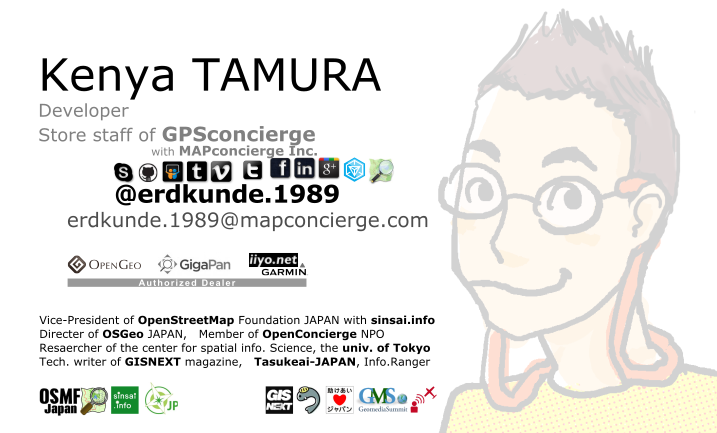 Kenya TAMURA
Developer
Store staff of GPSconcierge
with MAPconcierge Inc.
@erdkunde.1989
erdkunde.1989@mapconcierge.com
OPENGEO GigaPan iiyo.net GARMIN
Authorized Dealer
Vice-President of OpenStreetMap Foundation JAPAN with sinsai.info
Directer of OSGeo JAPAN, Member of OpenConcierge NPO
Resaercher of the center for spatial info. Science, the univ. of Tokyo
Tech. writer of GISNEXT magazine, Tasukeai-JAPAN, Info.Ranger
OSMF Japan sinsai.info JP GIS NEXT 助けあいジャパン GMS GeomediaSummit